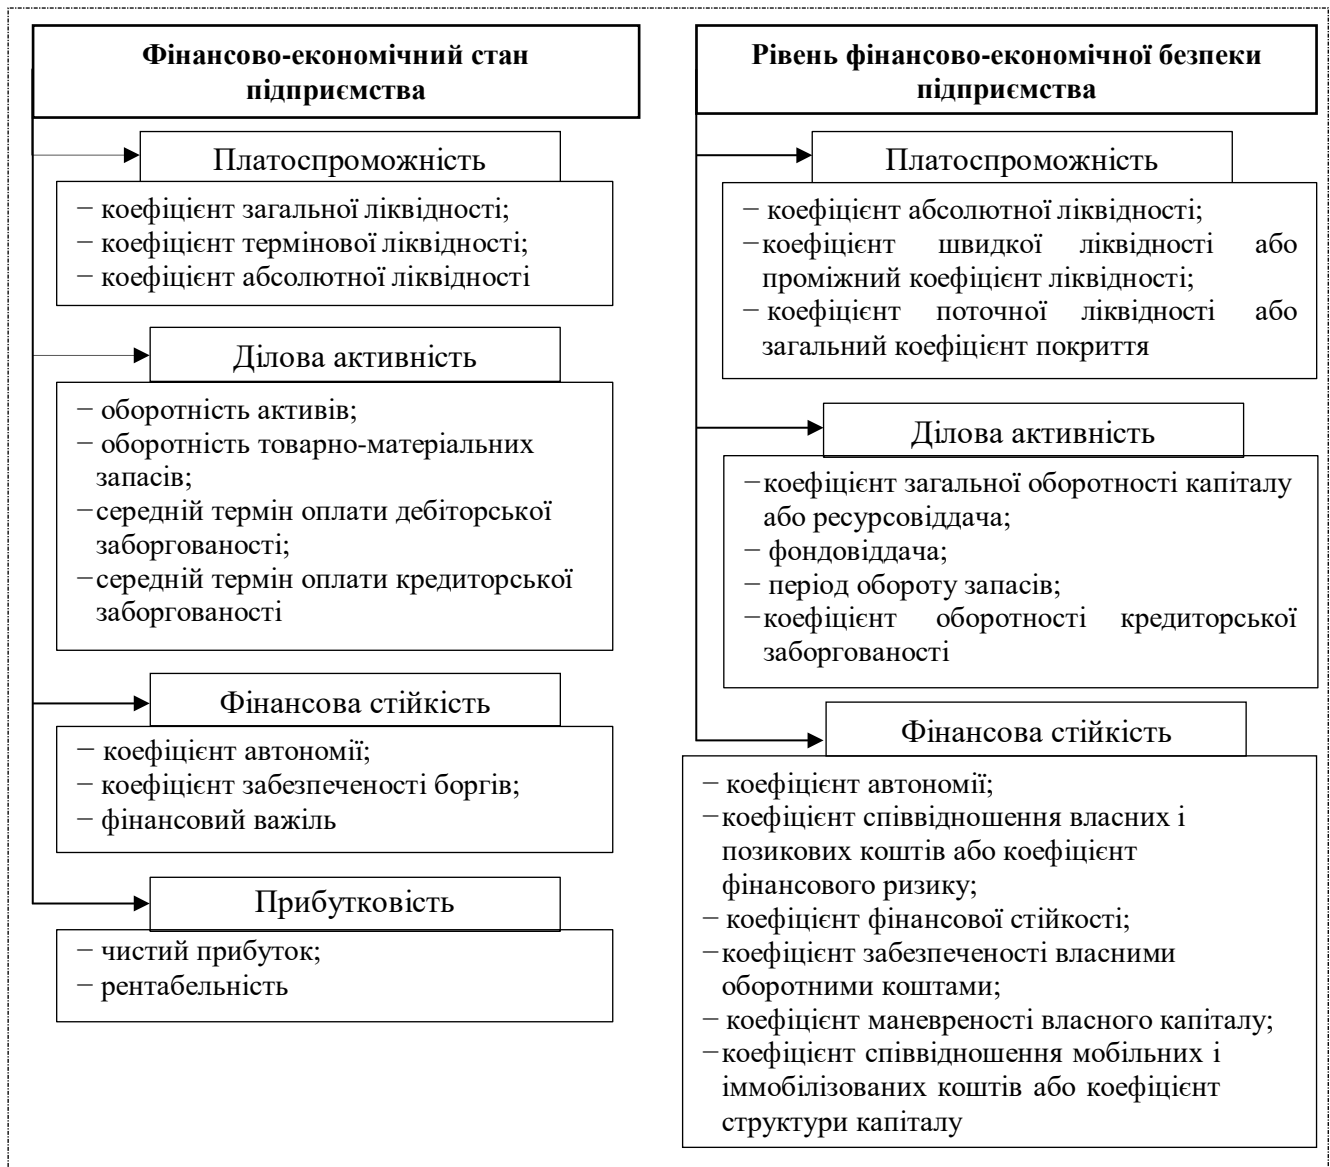 Фінансово-економічний стан
підприємства
Платоспроможність
− коефіцієнт загальної ліквідності;
− коефіцієнт термінової ліквідності;
− коефіцієнт абсолютної ліквідності
Ділова активність
− оборотність активів;
− оборотність товарно-матеріальних
запасів;
− середній термін оплати дебіторської
заборгованості;
− середній термін оплати кредиторської
заборгованості
Фінансова стійкість
− коефіцієнт автономії;
− коефіцієнт забезпеченості боргів;
− фінансовий важіль
Прибутковість
− чистий прибуток;
− рентабельність
Рівень фінансово-економічної безпеки
підприємства
Платоспроможність
− коефіцієнт абсолютної ліквідності;
− коефіцієнт швидкої ліквідності або
проміжний коефіцієнт ліквідності;
− коефіцієнт поточної ліквідності або
загальний коефіцієнт покриття
Ділова активність
− коефіцієнт загальної оборотності капіталу
або ресурсовіддача;
− фондовіддача;
− період обороту запасів;
− коефіцієнт оборотності кредиторської
заборгованості
Фінансова стійкість
− коефіцієнт автономії;
− коефіцієнт співвідношення власних і
позикових коштів або коефіцієнт
фінансового ризику;
− коефіцієнт фінансової стійкості;
− коефіцієнт забезпеченості власними
оборотними коштами;
− коефіцієнт маневреності власного капіталу;
− коефіцієнт співвідношення мобільних і
іммобілізованих коштів або коефіцієнт
структури капіталу